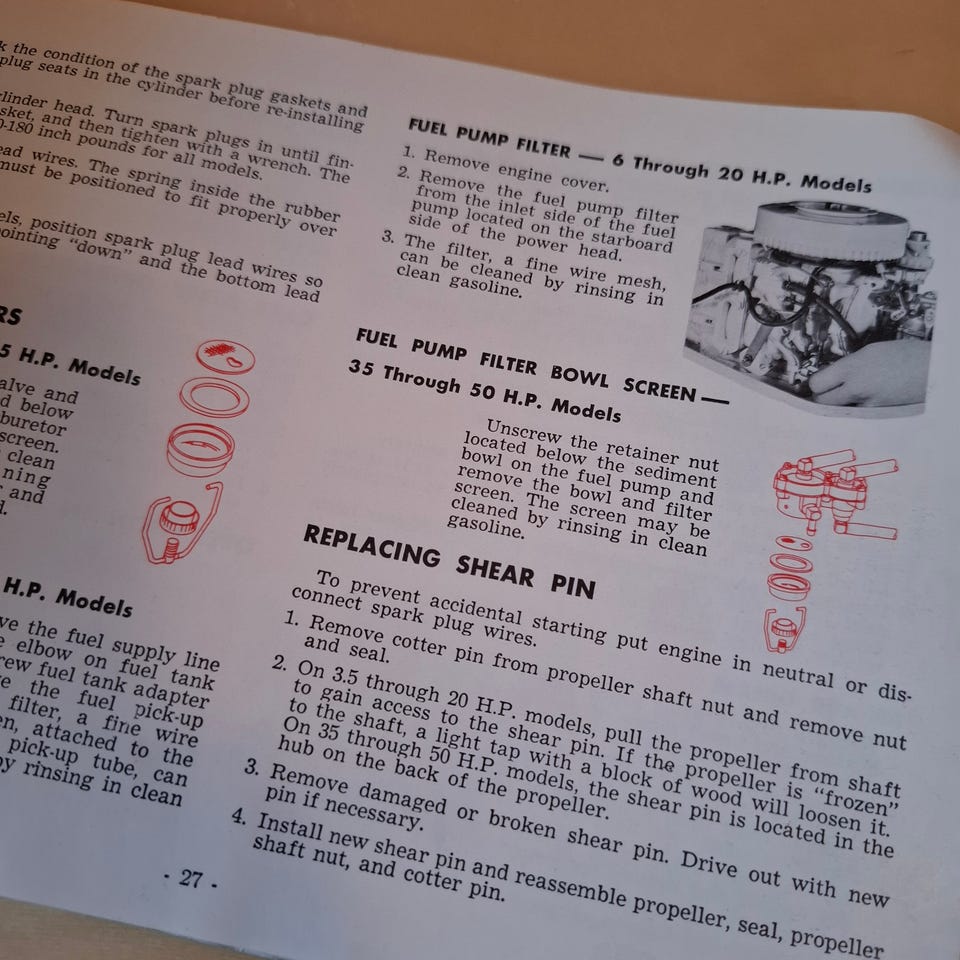 k the condition of the spark plug gaskets and
plug seats in the cylinder before re-installing
ylinder head. Turn spark plugs in until fin-
sket, and then tighten with a wrench. The
0-180 inch pounds for all models.
ead wires. The spring inside the rubber
must be positioned to fit properly over
els, position spark plug lead wires so
ointing "down" and the bottom lead
RS
5 H.P. Models
alve and
d below
buretor
screen.
clean
ning
and
d.
H.P. Models
ve the fuel supply line
e elbow on fuel tank
rew fuel tank adapter
e the fuel pick-up
filter, a fine wire
en, attached to the
pick-up tube, can
by rinsing in clean
- 27 -
FUEL PUMP FILTER — 6 Through 20 H.P. Models
1. Remove engine cover.
2. Remove the fuel pump filter
from the inlet side of the fuel
pump located on the starboard
side of the power head.
3. The filter, a fine wire mesh,
can be cleaned by rinsing in
clean gasoline.
FUEL PUMP FILTER BOWL SCREEN —
35 Through 50 H.P. Models
Unscrew the retainer nut
located below the sediment
bowl on the fuel pump and
remove the bowl and filter
screen. The screen may be
cleaned by rinsing in clean
gasoline.
REPLACING SHEAR PIN
To prevent accidental starting put engine in neutral or dis-
connect spark plug wires.
1. Remove cotter pin from propeller shaft nut and remove nut
and seal.
2. On 3.5 through 20 H.P. models, pull the propeller from shaft
to gain access to the shear pin. If the propeller is "frozen"
to the shaft, a light tap with a block of wood will loosen it.
On 35 through 50 H.P. models, the shear pin is located in the
hub on the back of the propeller.
3. Remove damaged or broken shear pin. Drive out with new
pin if necessary.
4. Install new shear pin and reassemble propeller, seal, propeller
shaft nut, and cotter pin.